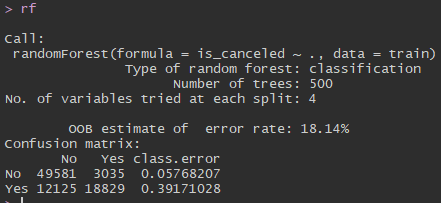 > rf
Call:
randomForest(formula = is_canceled ~ ., data = train)
Type of random forest: classification
Number of trees: 500
No. of variables tried at each split: 4
OOB estimate of  error rate: 18.14%
Confusion matrix:
No   Yes class.error
No  49581  3035  0.05768207
Yes 12125 18829  0.39171028
>